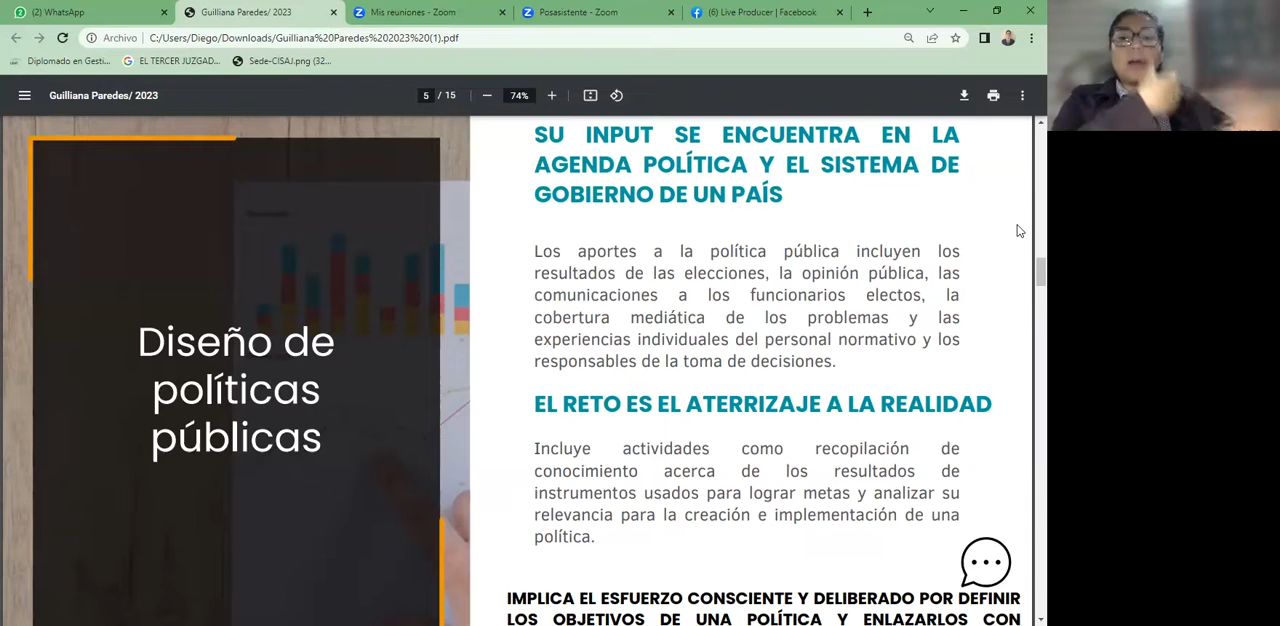 (2) WhatsApp
Guilliana Paredes/ 2023
Mis reuniones - Zoom
Posasistente - Zoom
(6) Live Producer | Facebook
Archivo | C:/Users/Diego/Downloads/Guilliana%20Paredes%202023%20(1).pdf
Diplomado en Gesti...
EL TERCER JUZGAD...
Sede-CISAJ.png (32...
Guilliana Paredes/ 2023
5 / 15
74%
Diseño de
políticas
públicas
SU INPUT SE ENCUENTRA EN LA
AGENDA POLÍTICA Y EL SISTEMA DE
GOBIERNO DE UN PAÍS
Los aportes a la política pública incluyen los
resultados de las elecciones, la opinión pública, las
comunicaciones a los funcionarios electos, la
cobertura mediática de los problemas y las
experiencias individuales del personal normativo y los
responsables de la toma de decisiones.
EL RETO ES EL ATERRIZAJE A LA REALIDAD
Incluye actividades como recopilación de
conocimiento acerca de los resultados de
instrumentos usados para lograr metas y analizar su
relevancia para la creación e implementación de una
política.
IMPLICA EL ESFUERZO CONSCIENTE Y DELIBERADO POR DEFINIR
LOS OBJETIVOS DE UNA POLÍTICA Y ENLAZARLOS CON